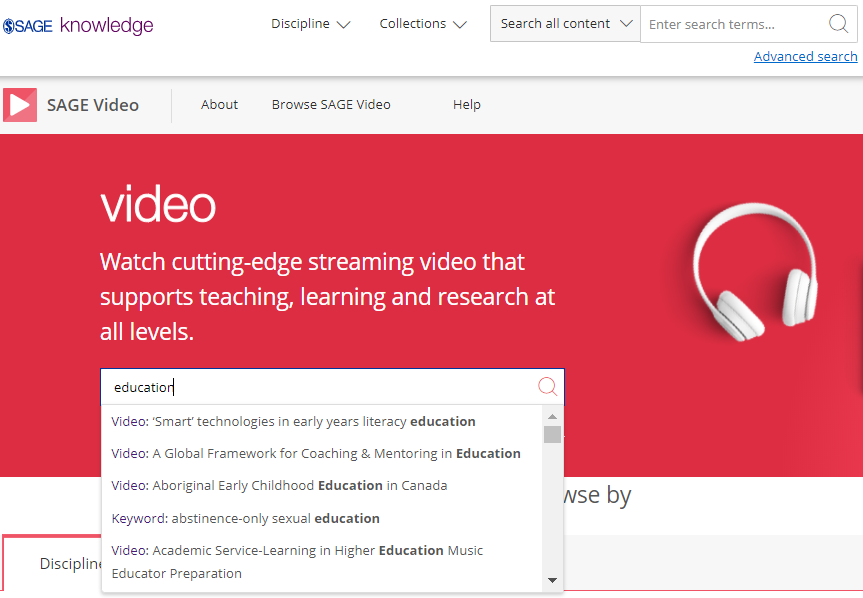 SAGE knowledge
Discipline
Collections
Search all content
Enter search terms...
Advanced search
SAGE Video
About
Browse SAGE Video
Help
video
Watch cutting-edge streaming video that
supports teaching, learning and research at
all levels.
education
Video: ‘Smart’ technologies in early years literacy education
Video: A Global Framework for Coaching & Mentoring in Education
Video: Aboriginal Early Childhood Education in Canada
Keyword: abstinence-only sexual education
Video: Academic Service-Learning in Higher Education Music
Educator Preparation
wse by
Discipline